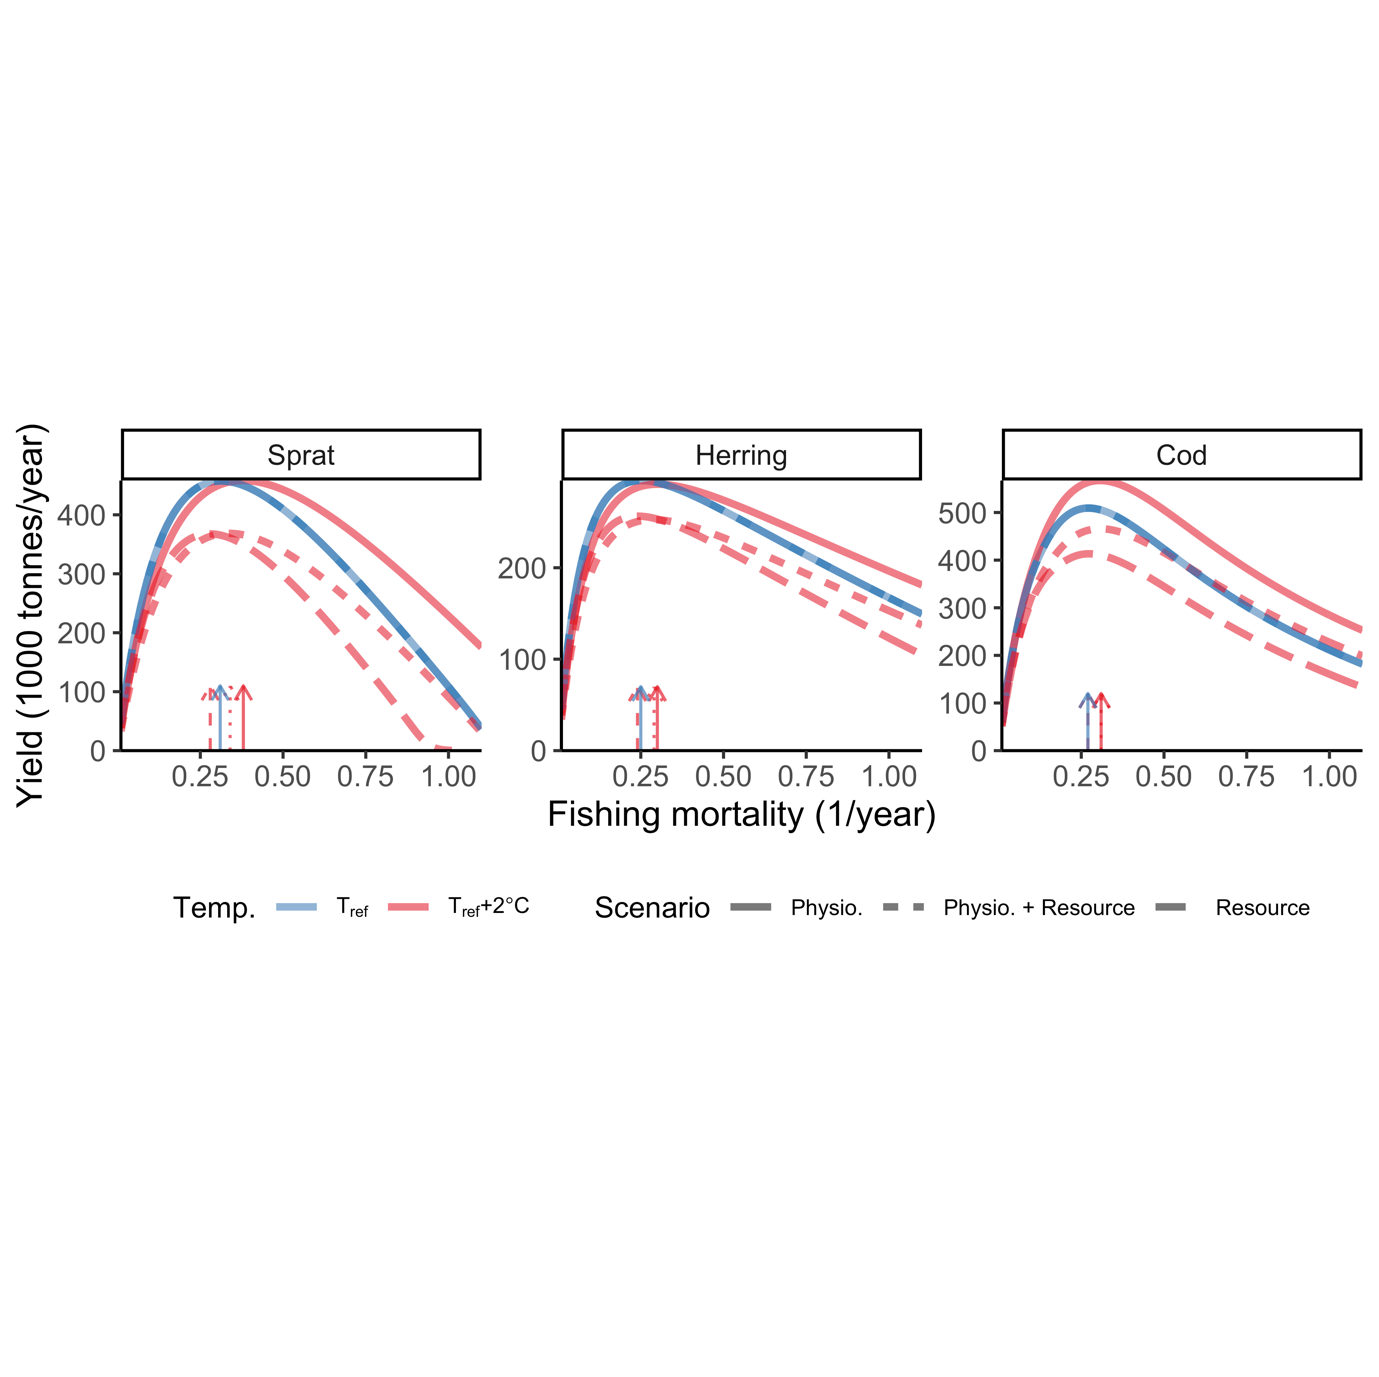 Sprat
Herring
Cod
Yield (1000 tonnes/year)
400
300
200
100
0
200
100
0
500
400
300
200
100
0
0.25 0.50 0.75 1.00
0.25 0.50 0.75 1.00
0.25 0.50 0.75 1.00
Fishing mortality (1/year)
Temp. Tref Tref+2°C Scenario Physio. Physio. + Resource Resource